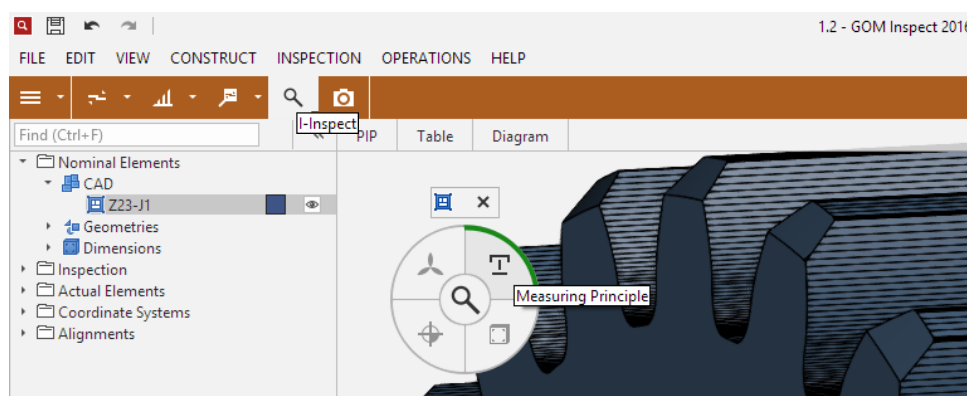 1.2 - GOM Inspect 2016
FILE EDIT VIEW CONSTRUCT INSPECTION OPERATIONS HELP
I-Inspect
Find (Ctrl+F)
PIP Table Diagram
Nominal Elements
CAD
Z23-J1
Geometries
Dimensions
Inspection
Actual Elements
Coordinate Systems
Alignments
Measuring Principle